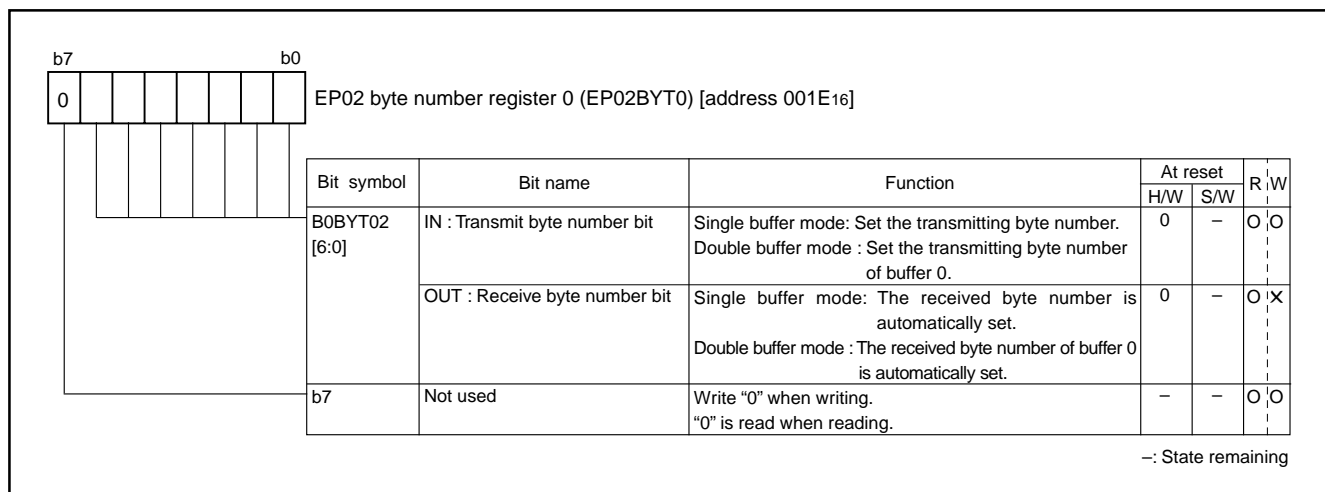 b7 b0
0 EP02 byte number register 0 (EP02BYT0) [address 001E16]
Bit symbol Bit name Function At reset R W
H/W S/W
B0BYT02 IN : Transmit byte number bit Single buffer mode: Set the transmitting byte number. 0 – O O
[6:0] Double buffer mode : Set the transmitting byte number
of buffer 0.
OUT : Receive byte number bit Single buffer mode: The received byte number is 0 – O ×
automatically set.
Double buffer mode : The received byte number of buffer 0
is automatically set.
b7 Not used Write “0” when writing. – – O O
“0” is read when reading.
–: State remaining